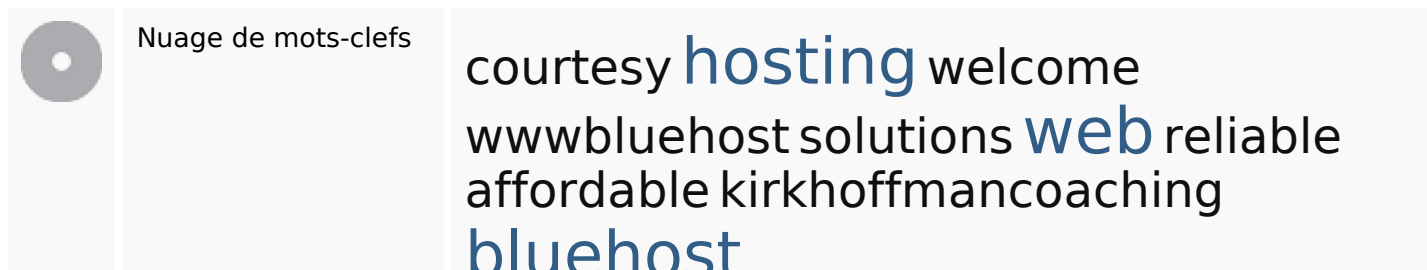 Nuage de mots-clefs
courtesy hosting welcome
wwwbluehost solutions web reliable
affordable kirkhoffmancoaching
bluehost